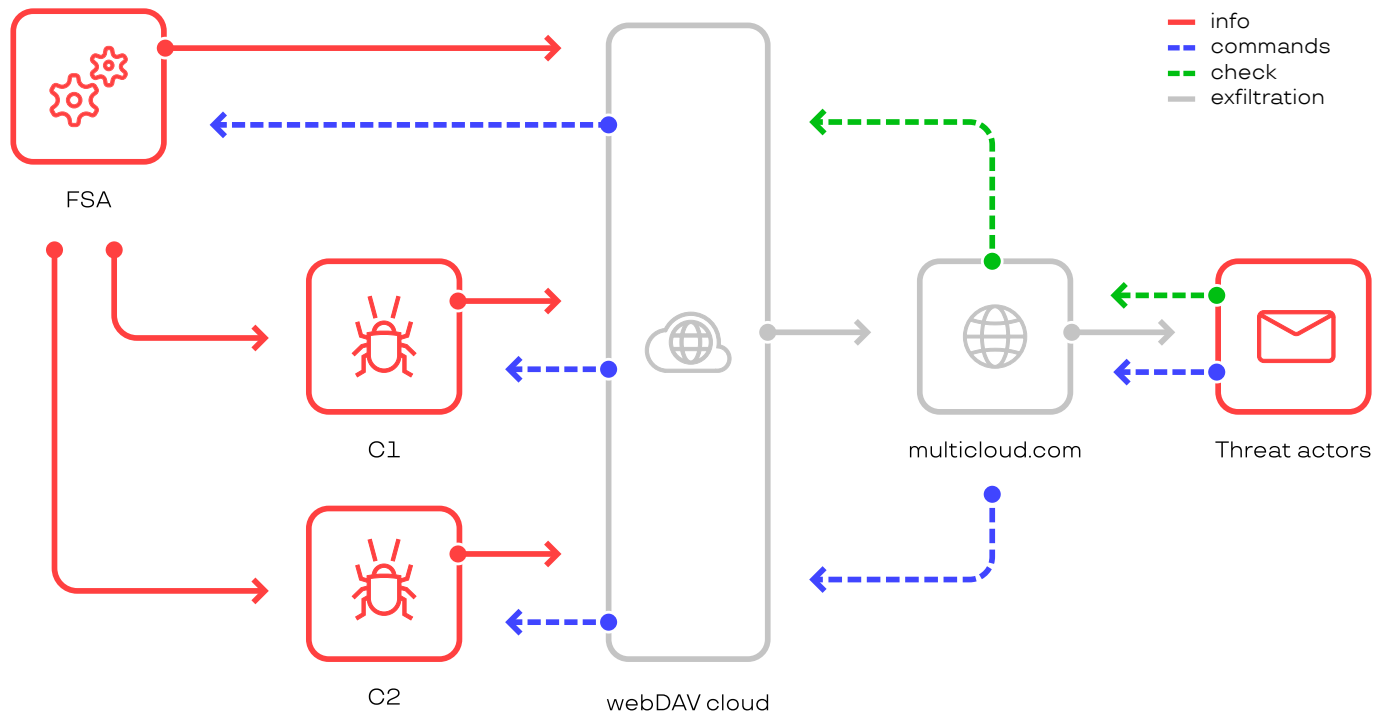 info
commands
check
exfiltration
FSA
C1
multicloud.com
Threat actors
C2
webDAV cloud